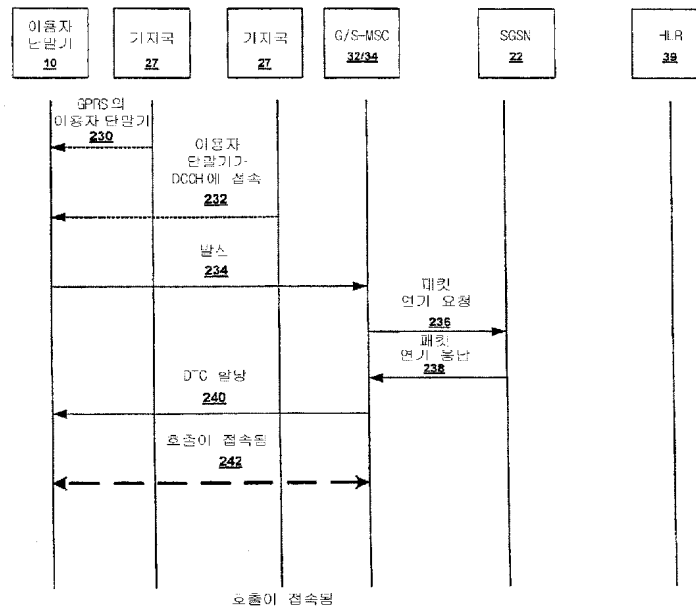 이용자
단말기
10
기지국
27
기지국
27
G/S-MSC
32/34
SGSN
22
HLR
39
GPRS의
이용자 단말기
230
이용자
단말기가
DCCH에 접속
232
발신
234
패킷
연기 요청
236
패킷
연기 응답
238
DTC 할당
240
호출이 접속됨
242
호출이 접속됨